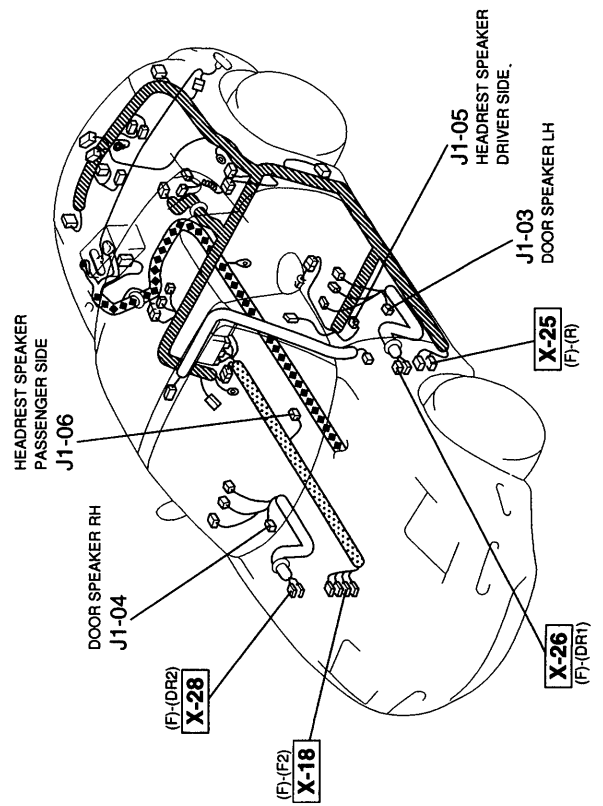 HEADREST SPEAKER
PASSENGER SIDE
J1-06
DOOR SPEAKER RH
J1-04
(F)-(DR2)
X-28
(F)-(F2)
X-18
J1-05
HEADREST SPEAKER
DRIVER SIDE.
J1-03
DOOR SPEAKER LH
X-25
(F)-(R)
X-26
(F)-(DR1)